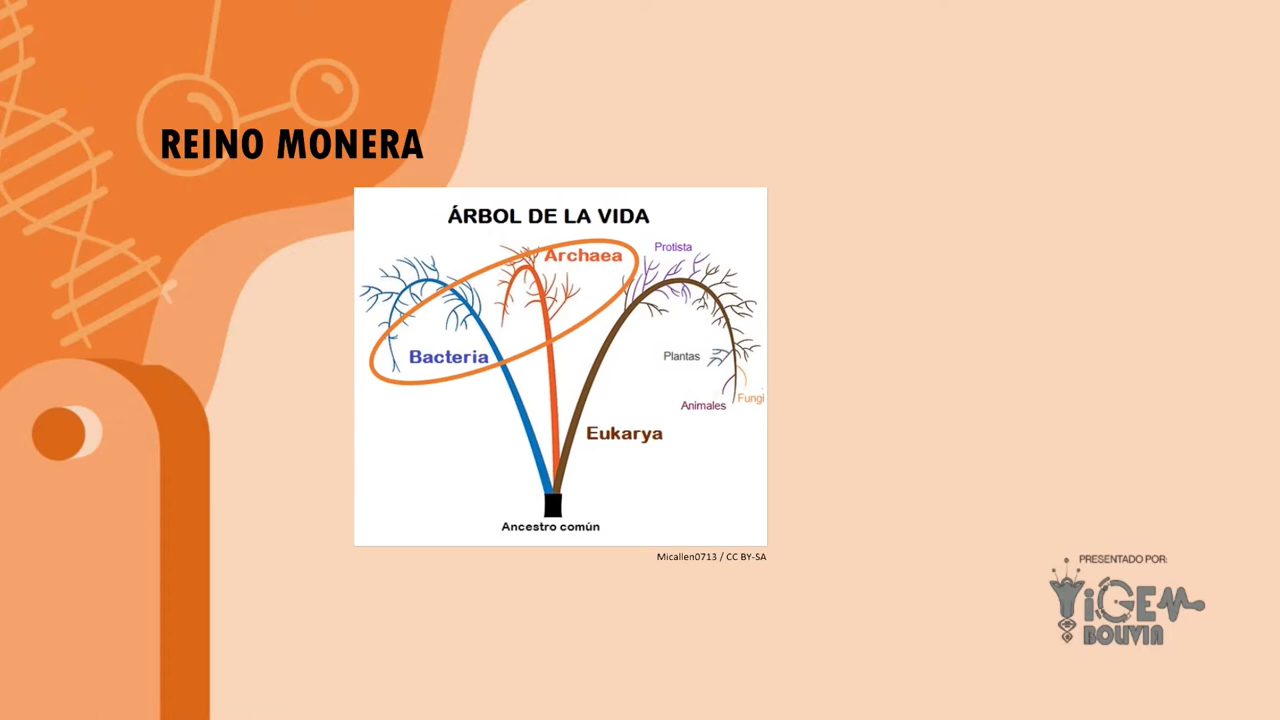 REINO MONERA
ÁRBOL DE LA VIDA
Archaea
Protista
Bacteria
Plantas
Animales
Fungi
Eukarya
Ancestro común
Micallen0713 / CC BY-SA
PRESENTADO POR:
iGEM
BOLIVIA